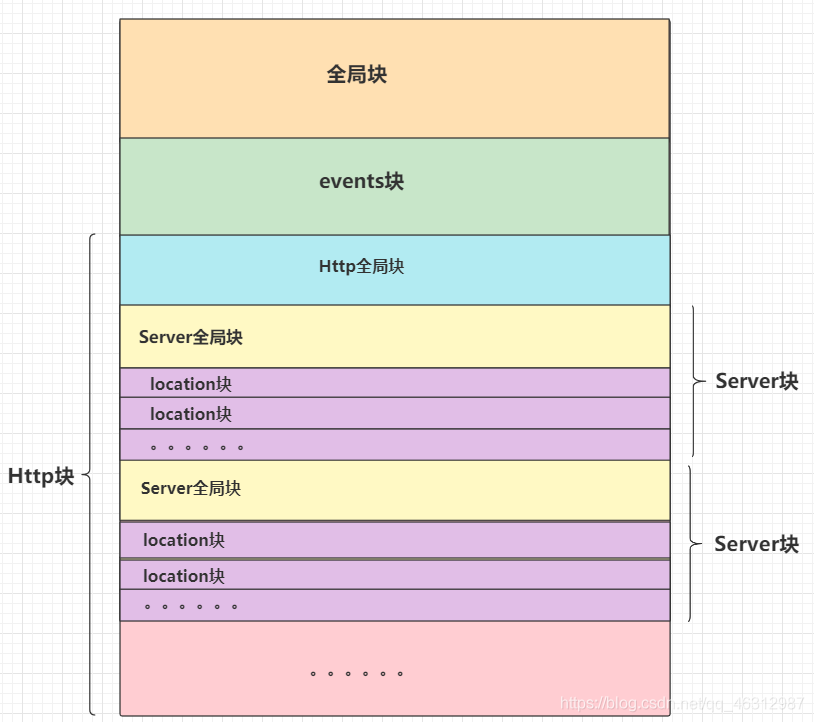 全局块
events块
Http全局块
Server全局块
location块
location块
。。。。。。
Server块
Http块
Server全局块
location块
location块
。。。。。。
Server块
。。。。。。
https://blog.csdn.net/qq_46312987